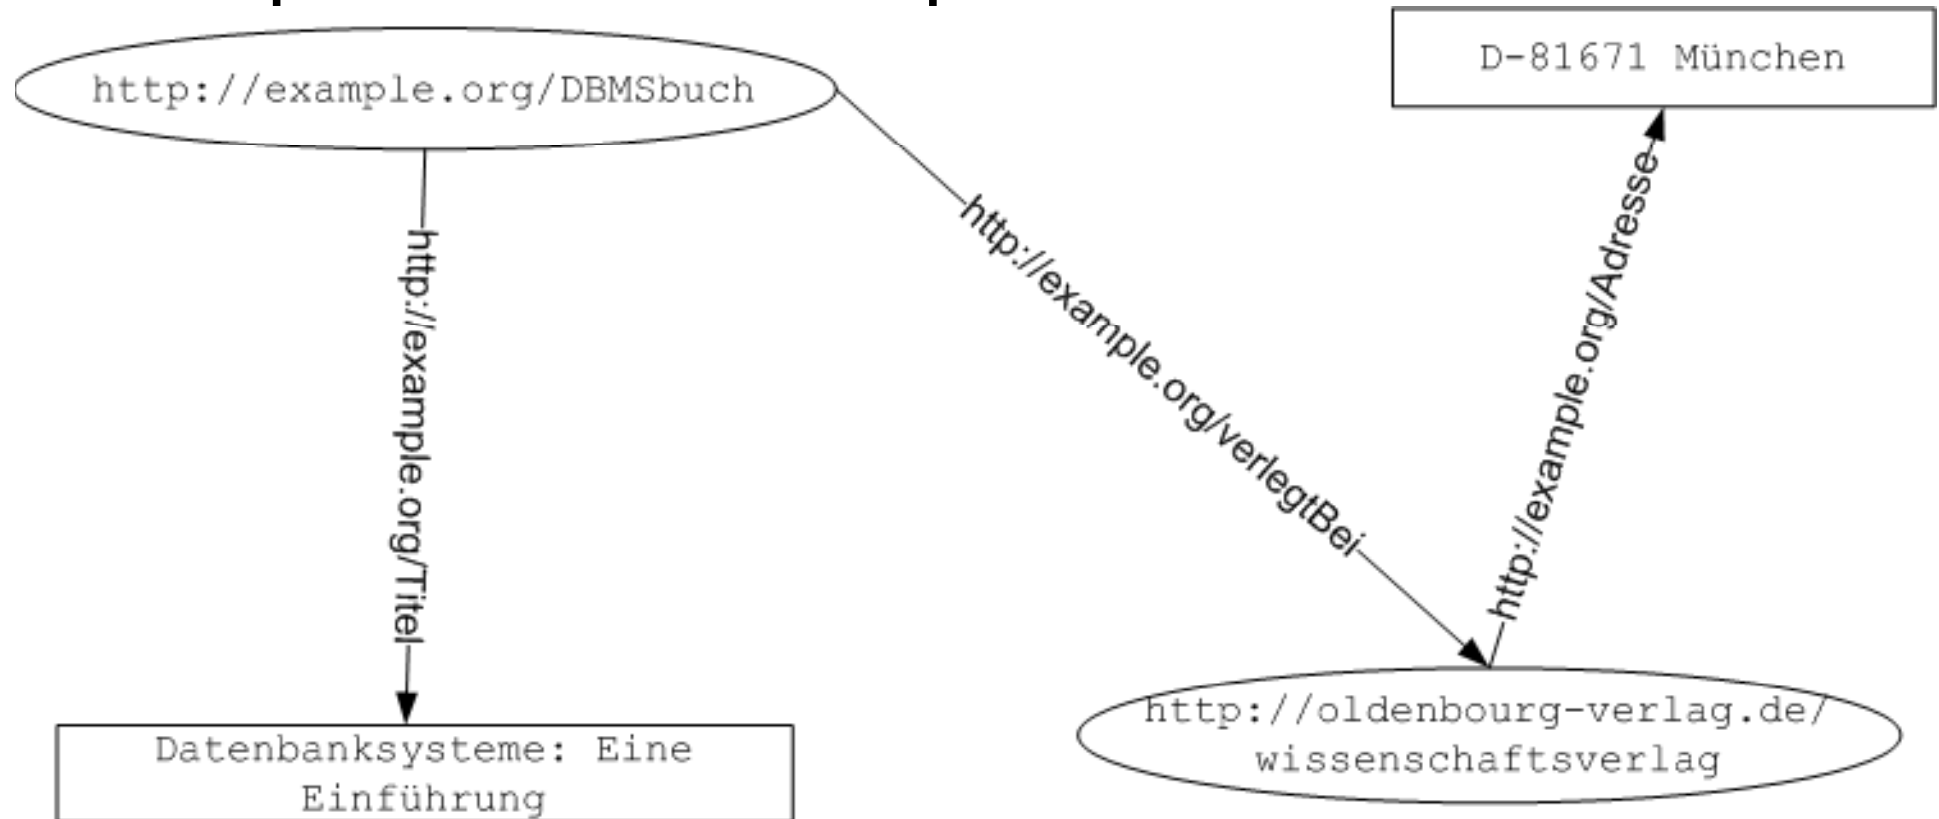 http://example.org/DBMSbuch
D-81671 München
http://example.org/Titel
http://example.org/verlegtBei
http://example.org/Adresse
Datenbanksysteme: Eine
Einführung
http://oldenbourg-verlag.de/
wissenschaftsverlag